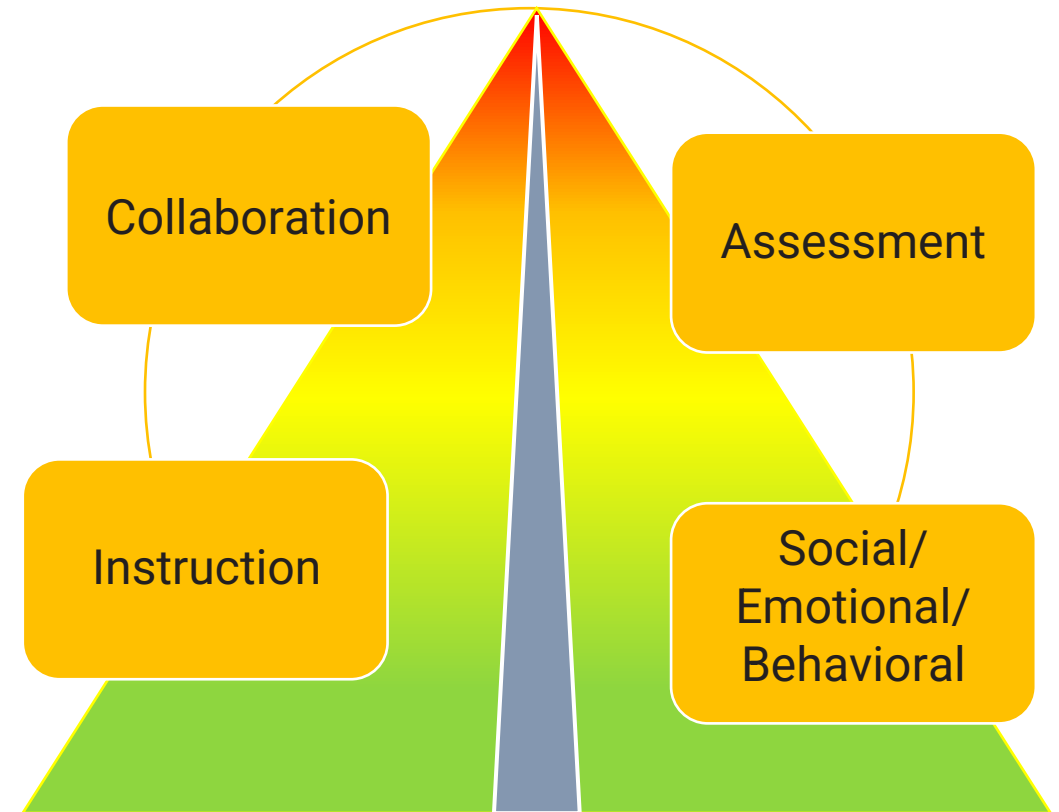 Collaboration
Assessment
Instruction
Social/
Emotional/
Behavioral